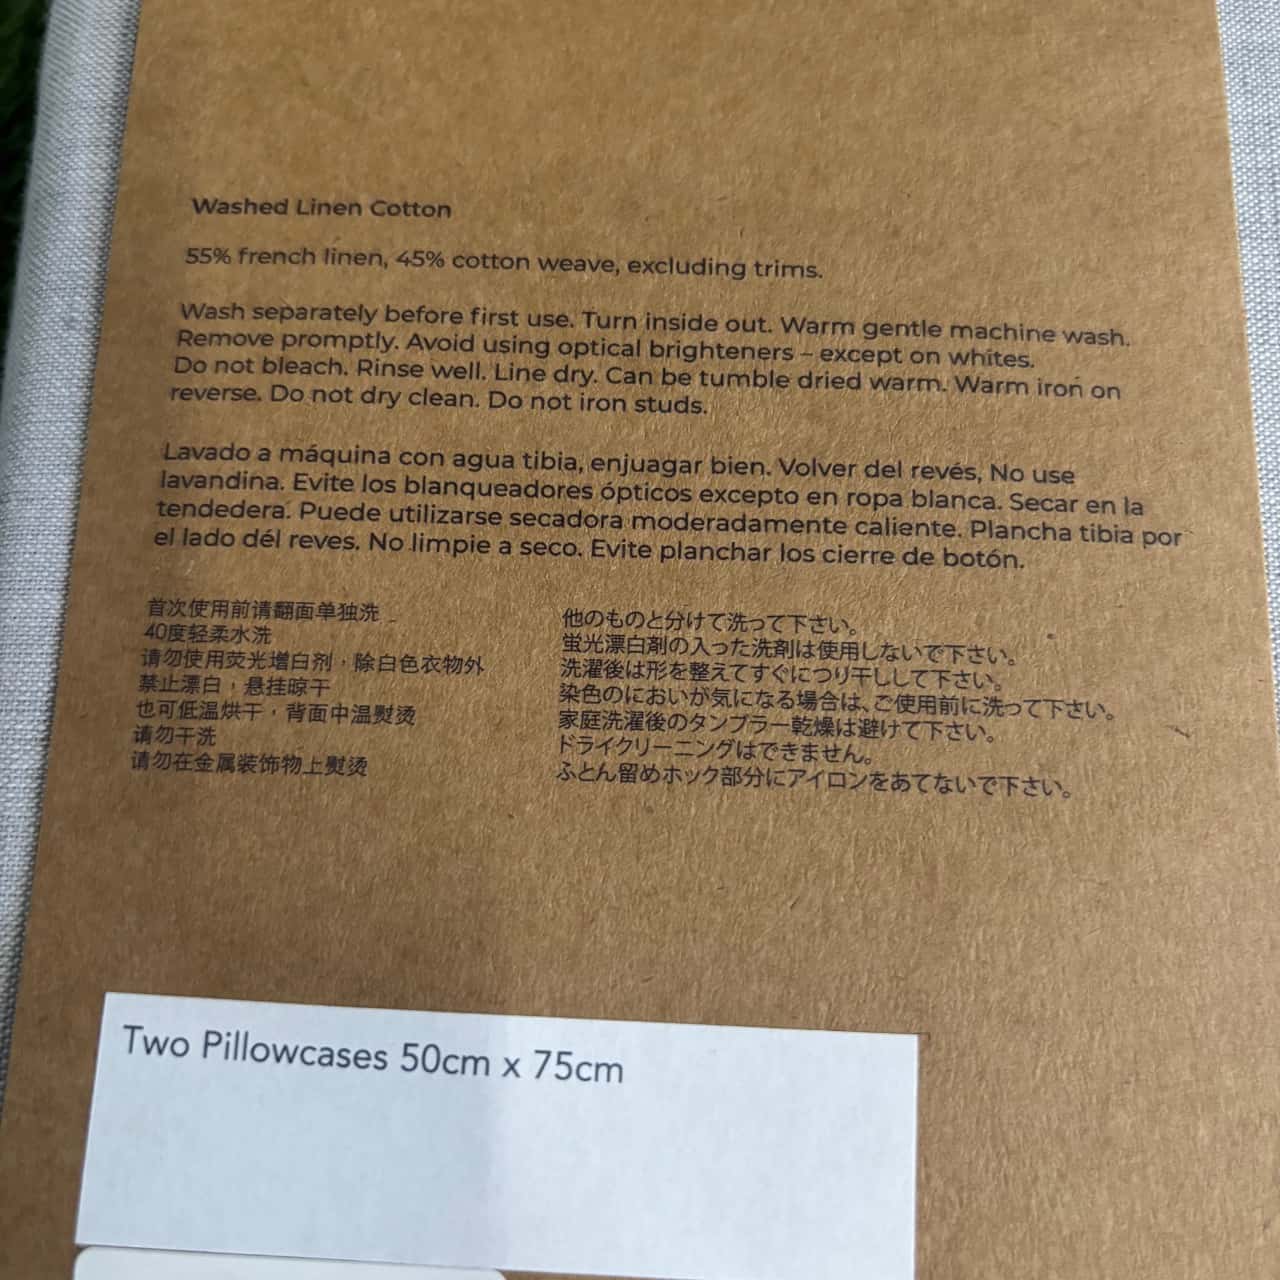 Washed Linen Cotton
55% french linen, 45% cotton weave, excluding trims.
Wash separately before first use. Turn inside out. Warm gentle machine wash.
Remove promptly. Avoid using optical brighteners – except on whites.
Do not bleach. Rinse well. Line dry. Can be tumble dried warm. Warm iron on
reverse. Do not dry clean. Do not iron studs.
Lavado a máquina con agua tibia, enjuagar bien. Volver del revés, No use
lavandina. Evite los blanqueadores ópticos excepto en ropa blanca. Secar en la
tendedera. Puede utilizarse secadora moderadamente caliente. Plancha tibia por
el lado dél reves. No limpie a seco. Evite planchar los cierre de botón.
首次使用前请翻面单独洗
40度轻柔水洗
请勿使用荧光增白剂，除白色衣物外
禁止漂白，悬挂晾干
也可低温烘干，背面中温熨烫
请勿干洗
请勿在金属装饰物上熨烫
他のものと分けて洗って下さい。
蛍光漂白剤の入った洗剤は使用しないで下さい。
洗濯後は形を整えてすぐにつり干しして下さい。
染色のにおいが気になる場合は、ご使用前に洗って下さい。
家庭洗濯後のタンブラー乾燥は避けて下さい。
ドライクリーニングはできません。
ふとん留めホック部分にアイロンをあてないで下さい。
Two Pillowcases 50cm x 75cm